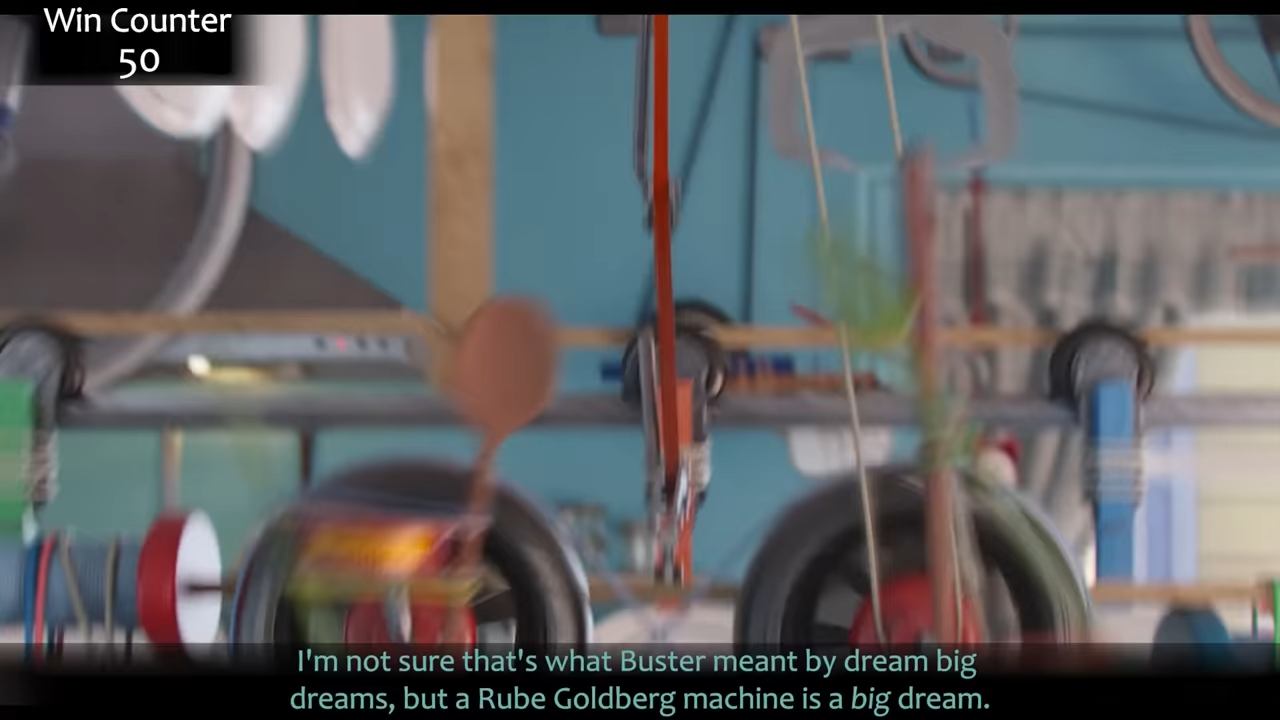 Win Counter
50
I'm not sure that's what Buster meant by dream big
dreams, but a Rube Goldberg machine is a big dream.